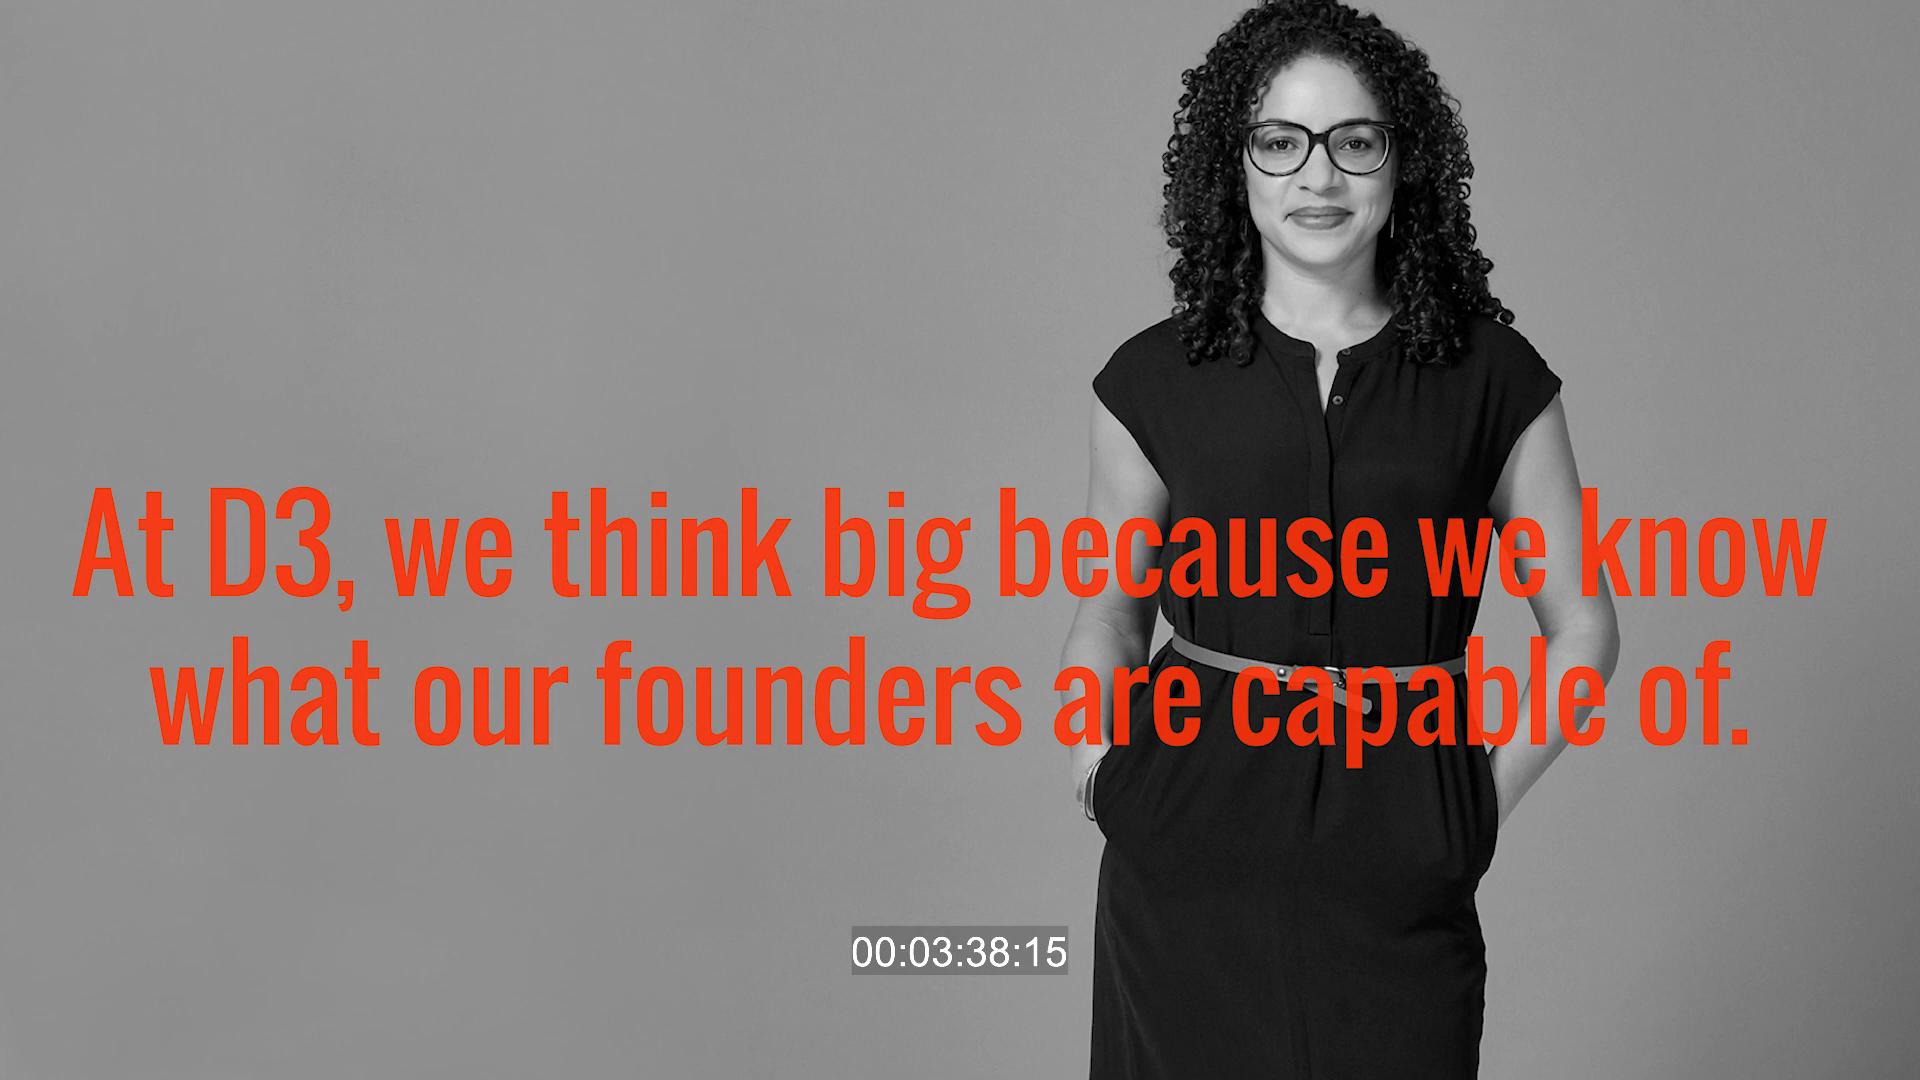 At D3, we think big because we know
what our founders are capable of.
00:03:38:15